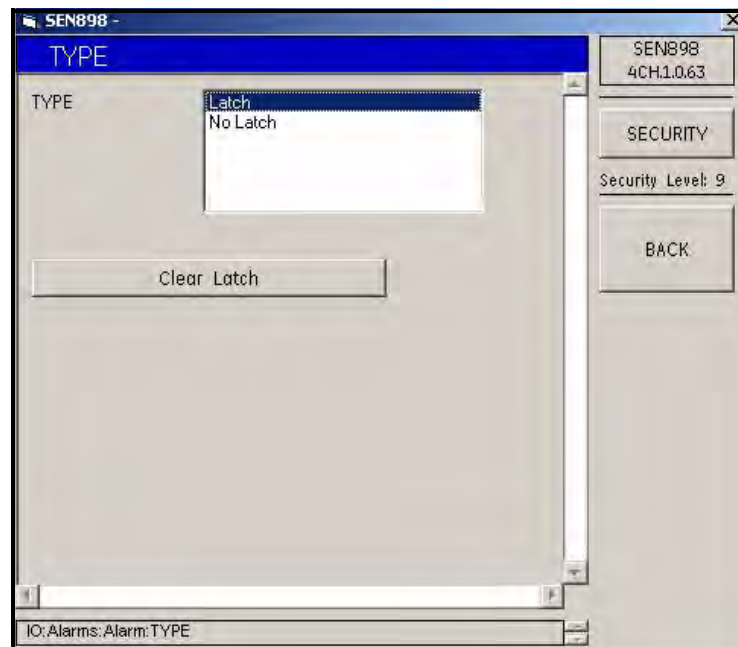 SEN898 -
TYPE
SEN898
4CH.1.0.63
TYPE
Latch
No Latch
SECURITY
Security Level: 9
BACK
Clear Latch
IO:Alarms:Alarm:TYPE